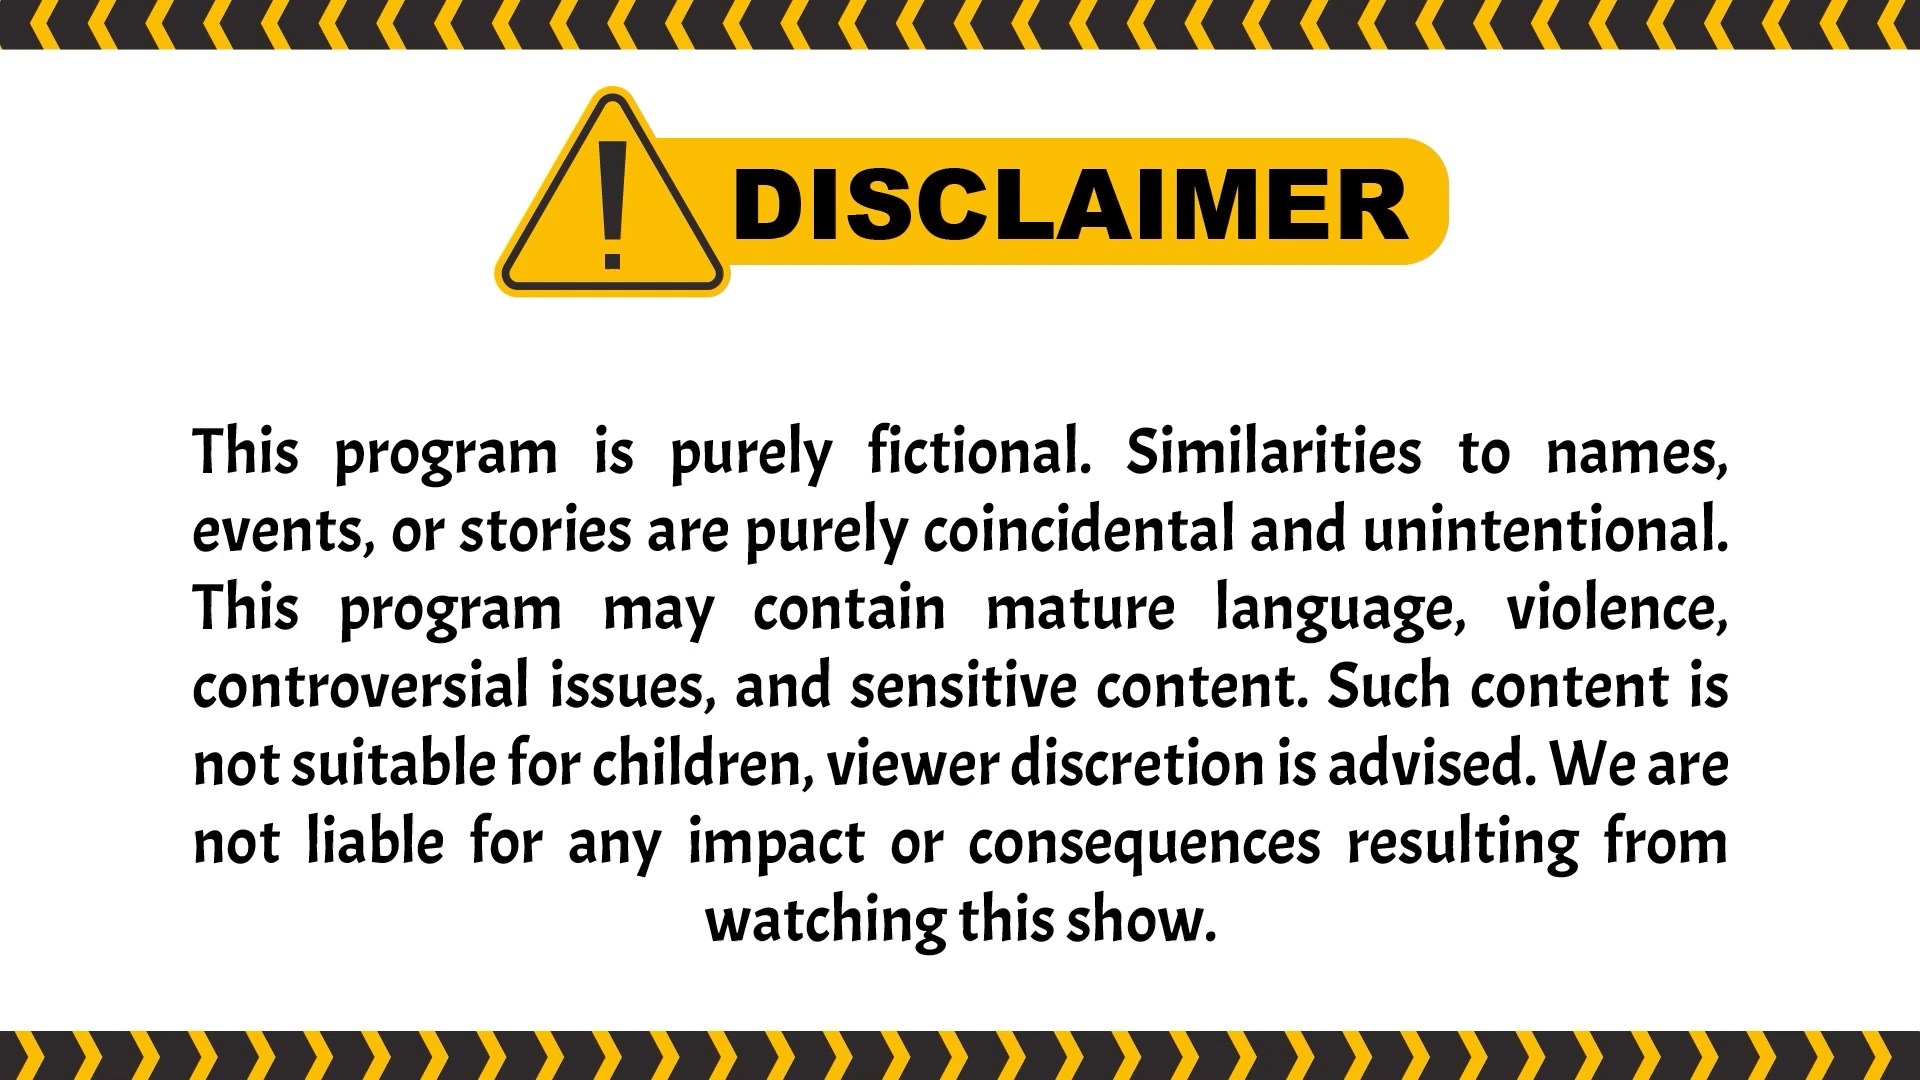 DISCLAIMER
This program is purely fictional. Similarities to names,
events, or stories are purely coincidental and unintentional.
This program may contain mature language, violence,
controversial issues, and sensitive content. Such content is
not suitable for children, viewer discretion is advised. We are
not liable for any impact or consequences resulting from
watching this show.